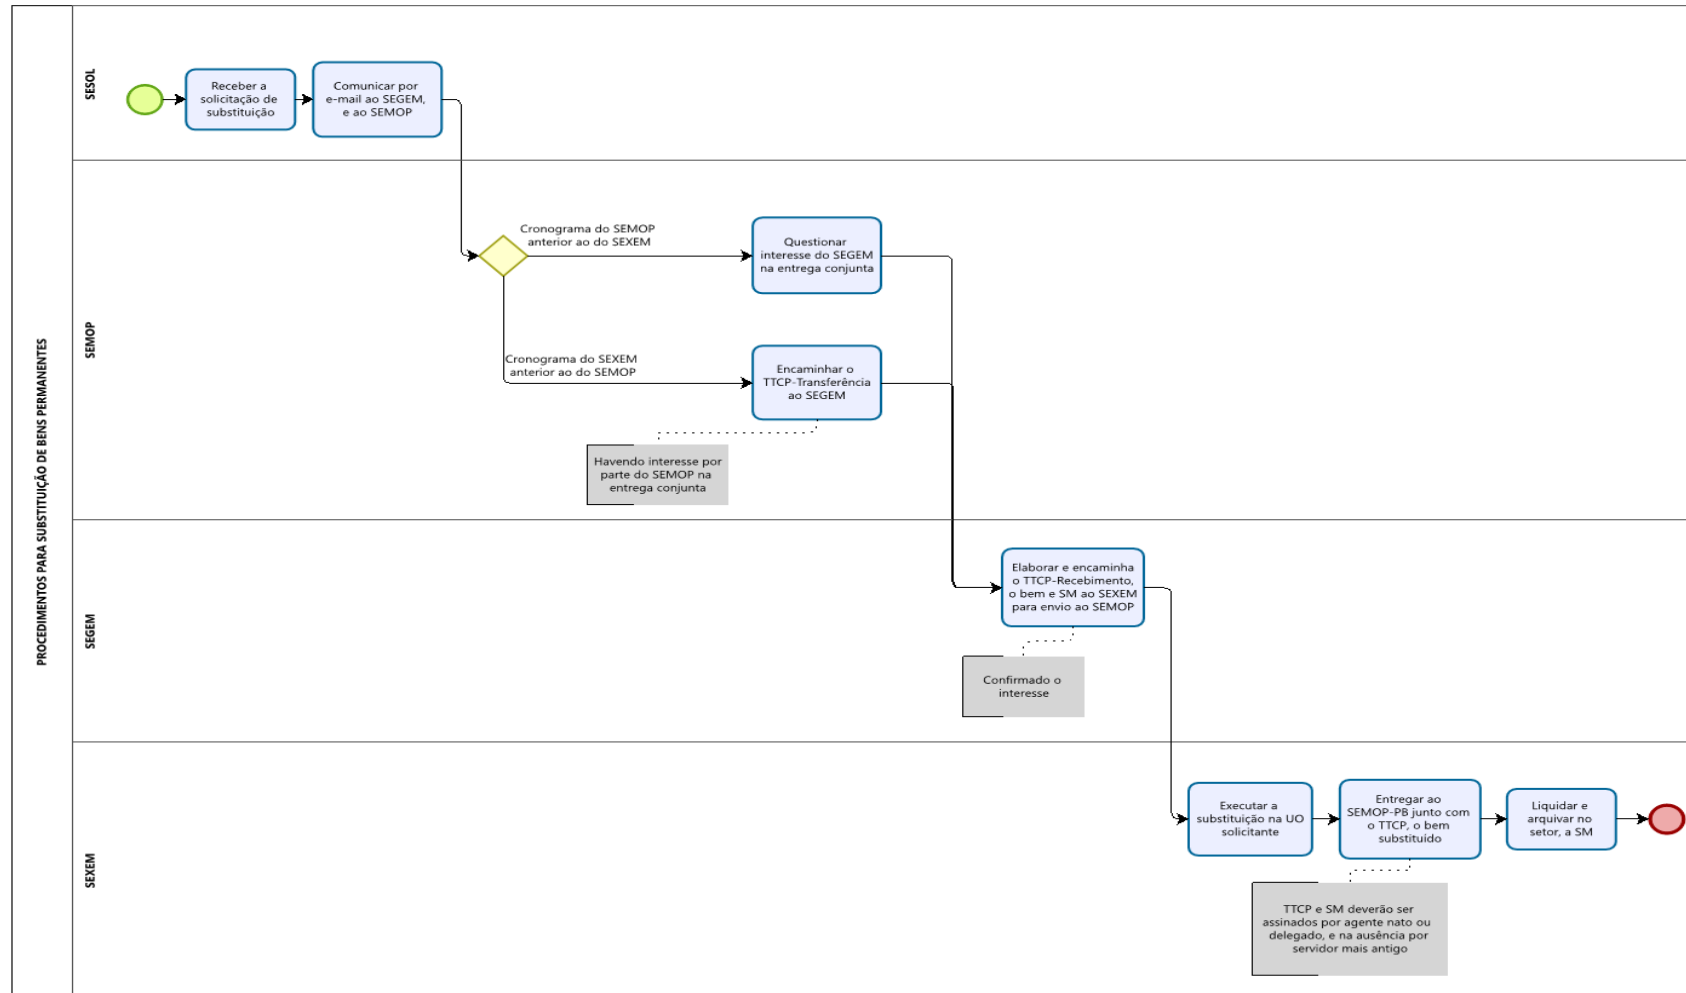 PROCEDIMENTOS PARA SUBSTITUIÇÃO DE BENS PERMANENTES
SESOL
Receber a
solicitação de
substituição
Comunicar por
e-mail ao SEGEM,
e ao SEMOP
SEMOP
Cronograma do SEMOP
anterior ao do SEXEM
Questionar
interesse do SEGEM
na entrega conjunta
Cronograma do SEXEM
anterior ao do SEMOP
Encaminhar o
TTCP-Transferência
ao SEGEM
Havendo interesse por
parte do SEMOP na
entrega conjunta
SEGEM
Elaborar e encaminha
o TTCP-Recebimento,
o bem e SM ao SEXEM
para envio ao SEMOP
Confirmado o
interesse
SEXEM
Executar a
substituição na UO
solicitante
Entregar ao
SEMOP-PB junto com
o TTCP, o bem
substituído
Liquidar e
arquivar no
setor, a SM
TTCP e SM deverão ser
assinados por agente nato ou
delegado, e na ausência por
servidor mais antigo